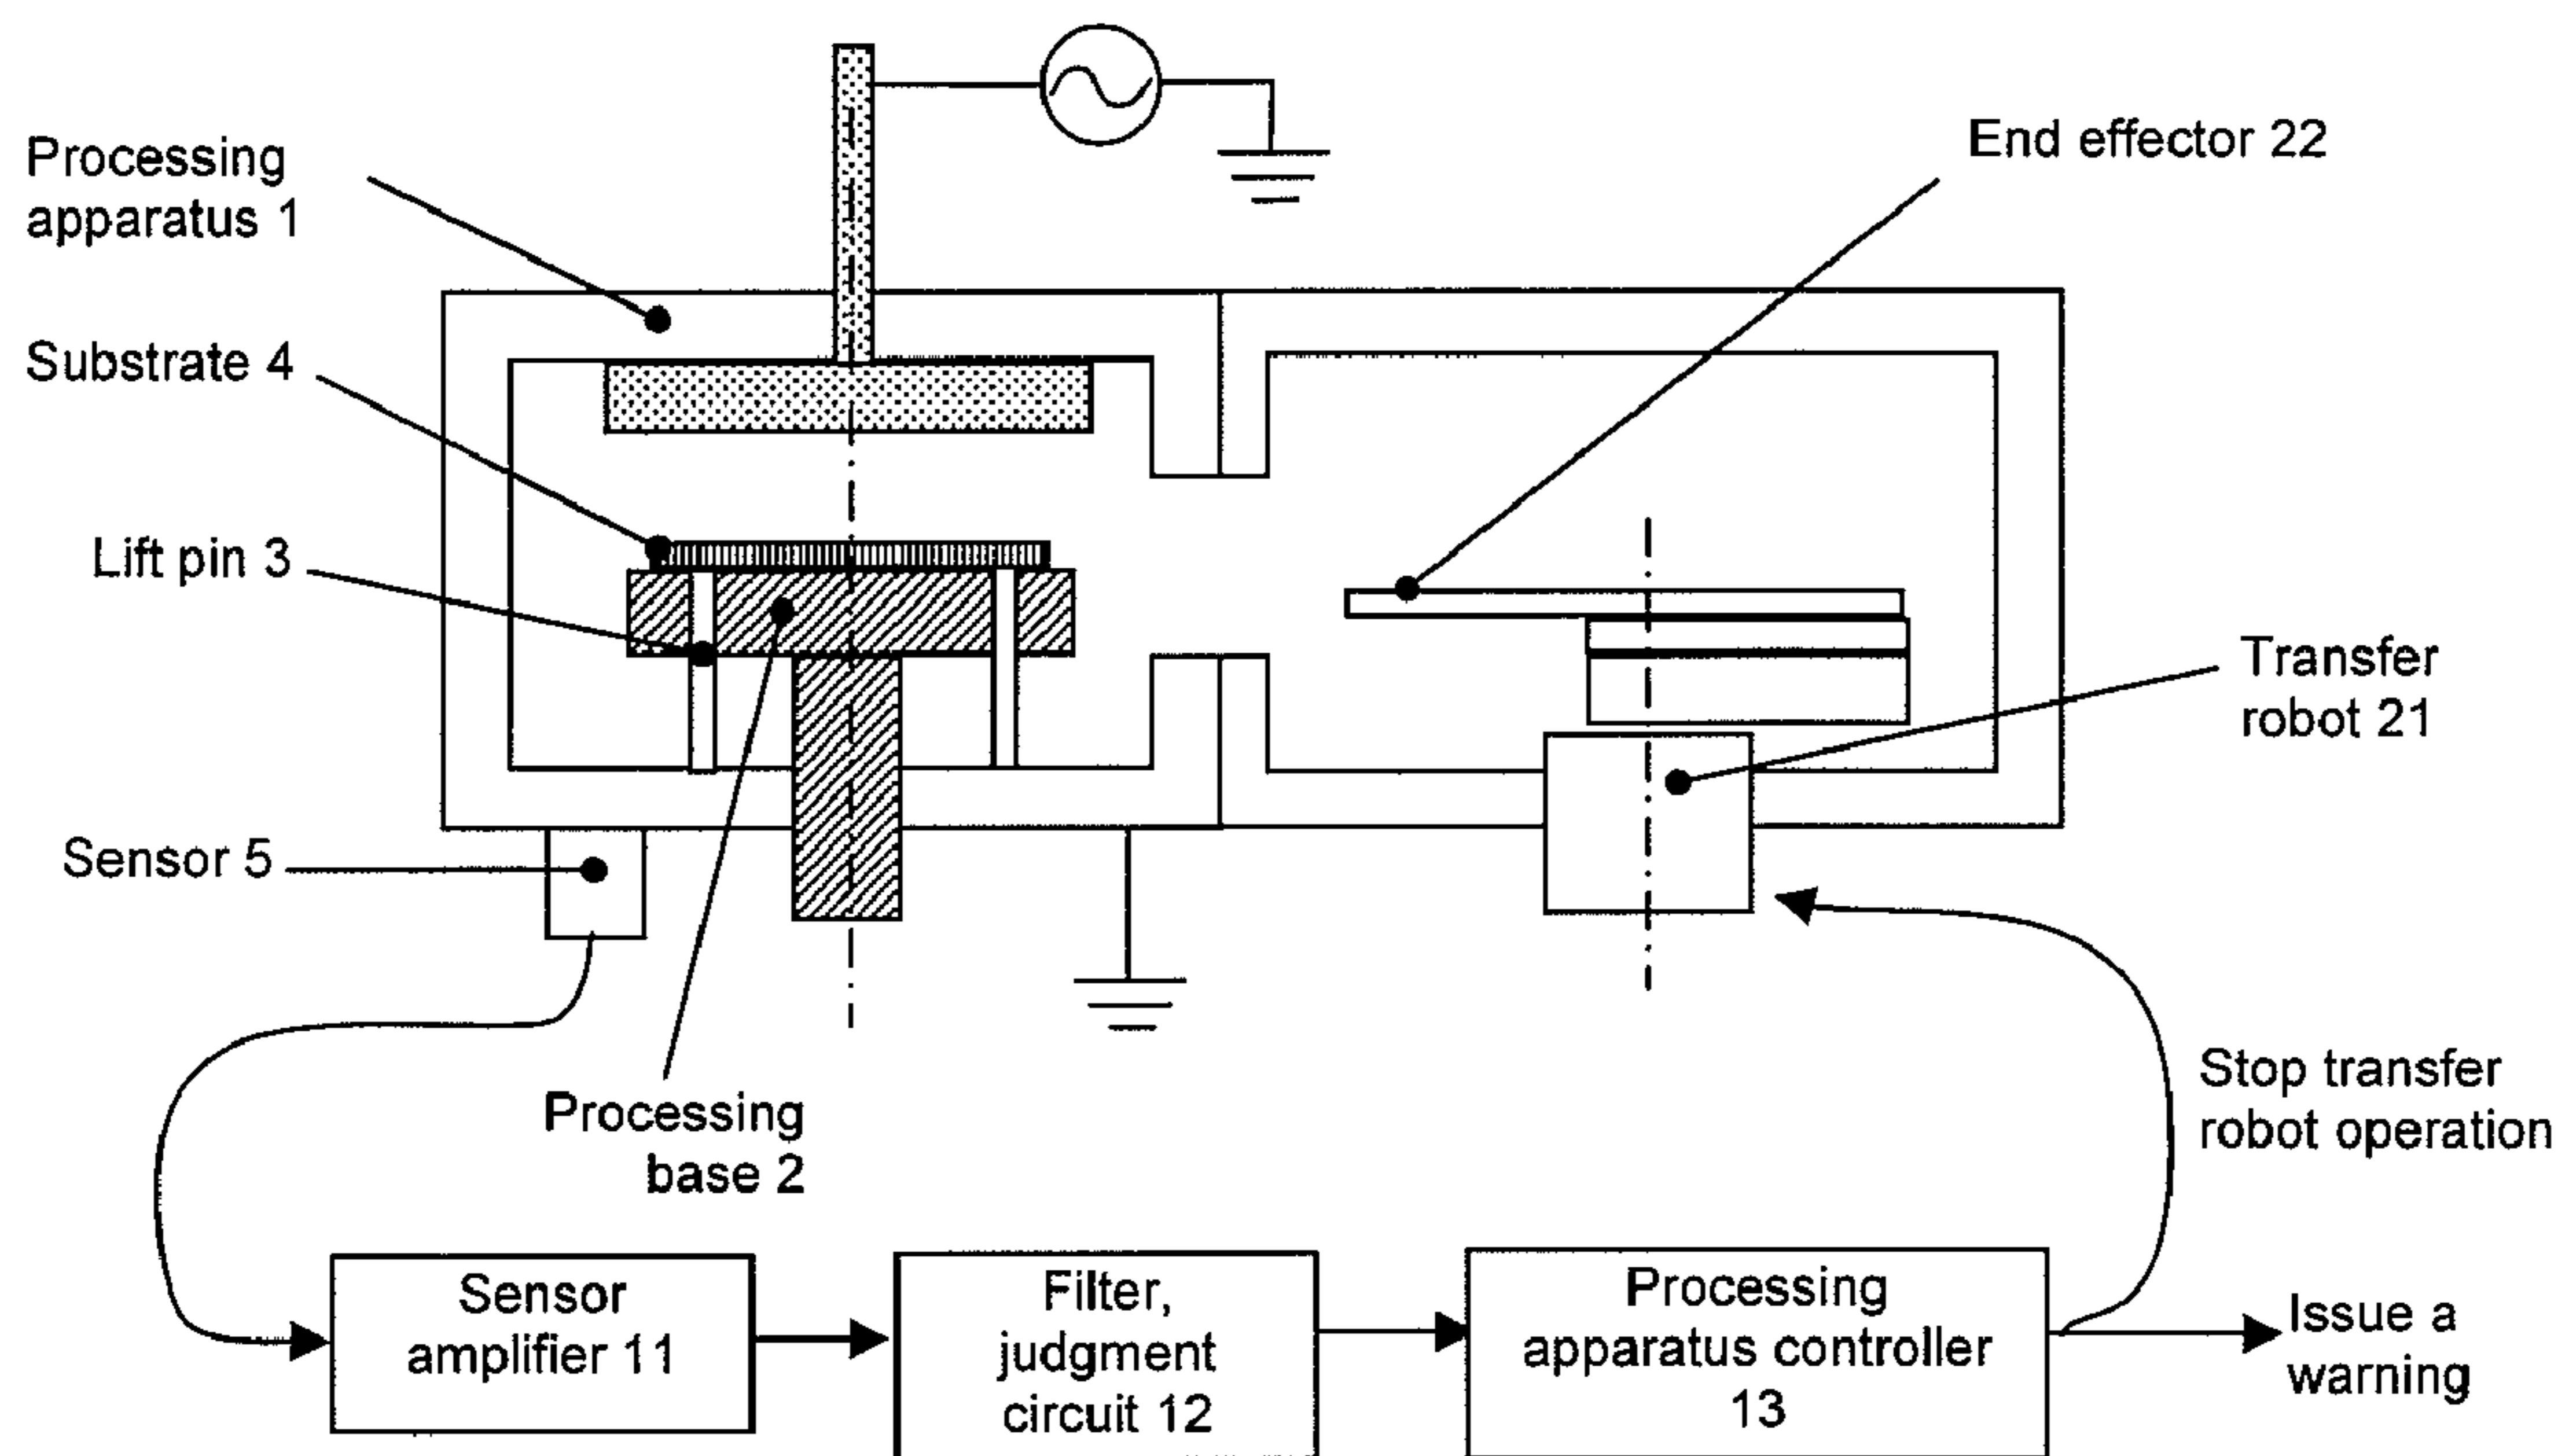 End effector 22
Processing
apparatus 1
Substrate 4
Lift pin 3
Transfer
robot 21
Sensor 5
Stop transfer
robot operation
Processing
base 2
Sensor
amplifier 11
Filter,
judgment
circuit 12
Processing
apparatus controller
13
Issue a
warning